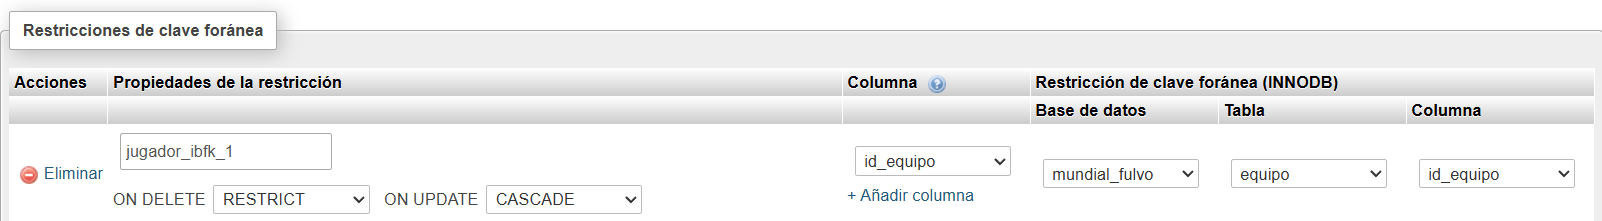 Restricciones de clave foránea
Acciones Propiedades de la restricción Columna Restricción de clave foránea (INNODB)
Base de datos Tabla Columna
jugador_ibfk_1
Eliminar
id_equipo mundial_fulvo equipo id_equipo
ON DELETE RESTRICT ON UPDATE CASCADE + Añadir columna